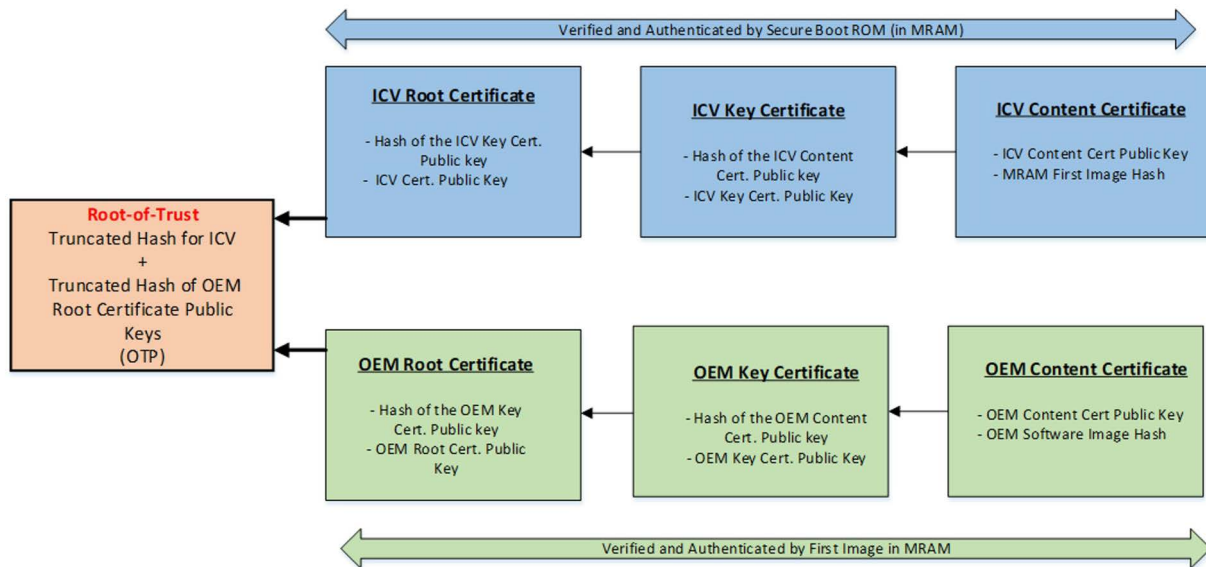 Verified and Authenticated by Secure Boot ROM (in MRAM)
ICV Root Certificate
- Hash of the ICV Key Cert.
Public key
- ICV Cert. Public Key
ICV Key Certificate
- Hash of the ICV Content
Cert. Public key
- ICV Key Cert. Public Key
ICV Content Certificate
- ICV Content Cert Public Key
- MRAM First Image Hash
Root-of-Trust
Truncated Hash for ICV
+
Truncated Hash of OEM
Root Certificate Public
Keys
(OTP)
OEM Root Certificate
- Hash of the OEM Key
Cert. Public key
- OEM Root Cert. Public
Key
OEM Key Certificate
- Hash of the OEM Content
Cert. Public key
- OEM Key Cert. Public Key
OEM Content Certificate
- OEM Content Cert Public Key
- OEM Software Image Hash
Verified and Authenticated by First Image in MRAM